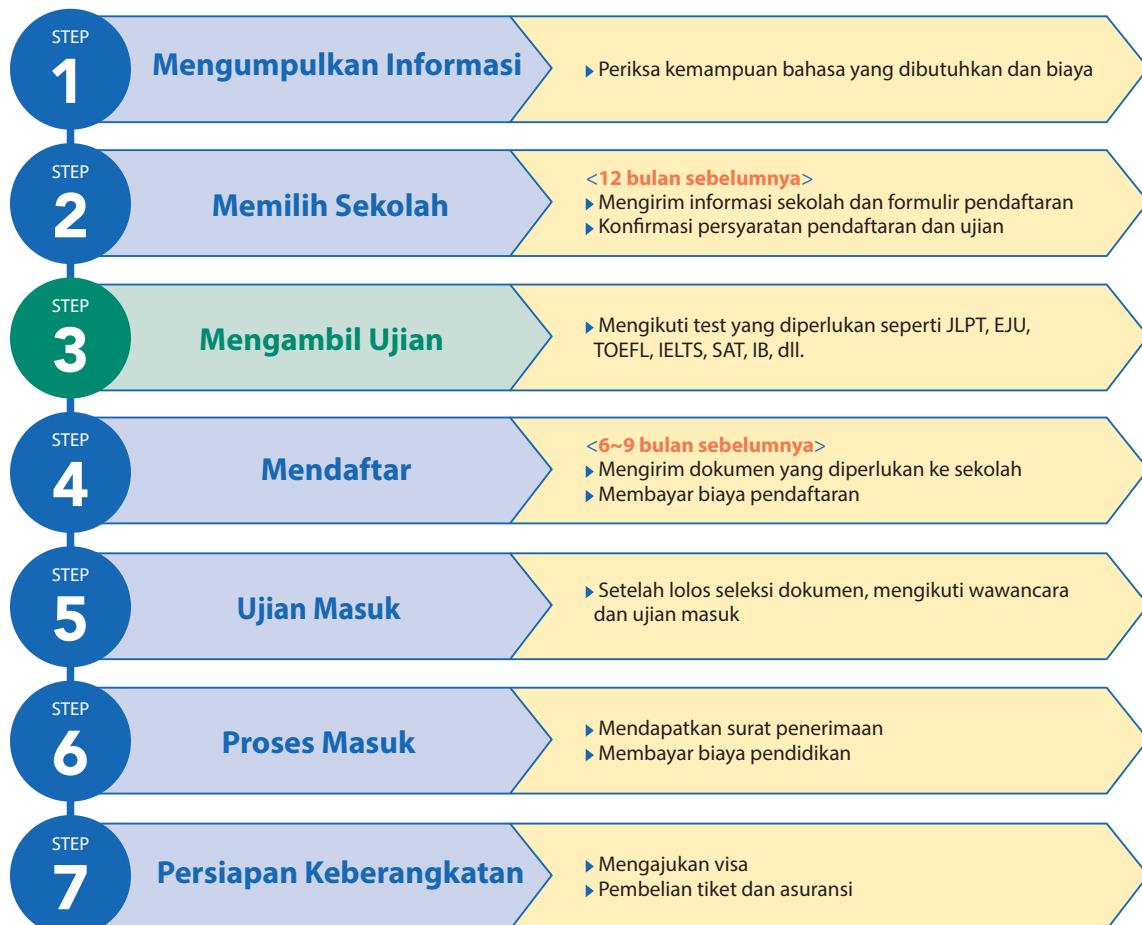 STEP
1
Mengumpulkan Informasi
Periksa kemampuan bahasa yang dibutuhkan dan biaya
STEP
2
Memilih Sekolah
<12 bulan sebelumnya>
Mengirim informasi sekolah dan formulir pendaftaran
Konfirmasi persyaratan pendaftaran dan ujian
STEP
3
Mengambil Ujian
Mengikuti test yang diperlukan seperti JLPT, EJU,
TOEFL, IELTS, SAT, IB, dll.
STEP
4
Mendaftar
<6~9 bulan sebelumnya>
Mengirim dokumen yang diperlukan ke sekolah
Membayar biaya pendaftaran
STEP
5
Ujian Masuk
Setelah lolos seleksi dokumen, mengikuti wawancara
dan ujian masuk
STEP
6
Proses Masuk
Mendapatkan surat penerimaan
Membayar biaya pendidikan
STEP
7
Persiapan Keberangkatan
Mengajukan visa
Pembelian tiket dan asuransi